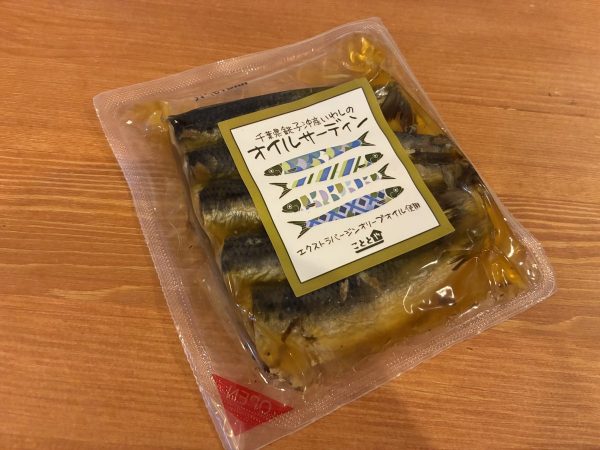 千葉県銚子沖産いわしの
オイルサーディン
エクストラバージンオリーブオイル使用
ことと
OPEN